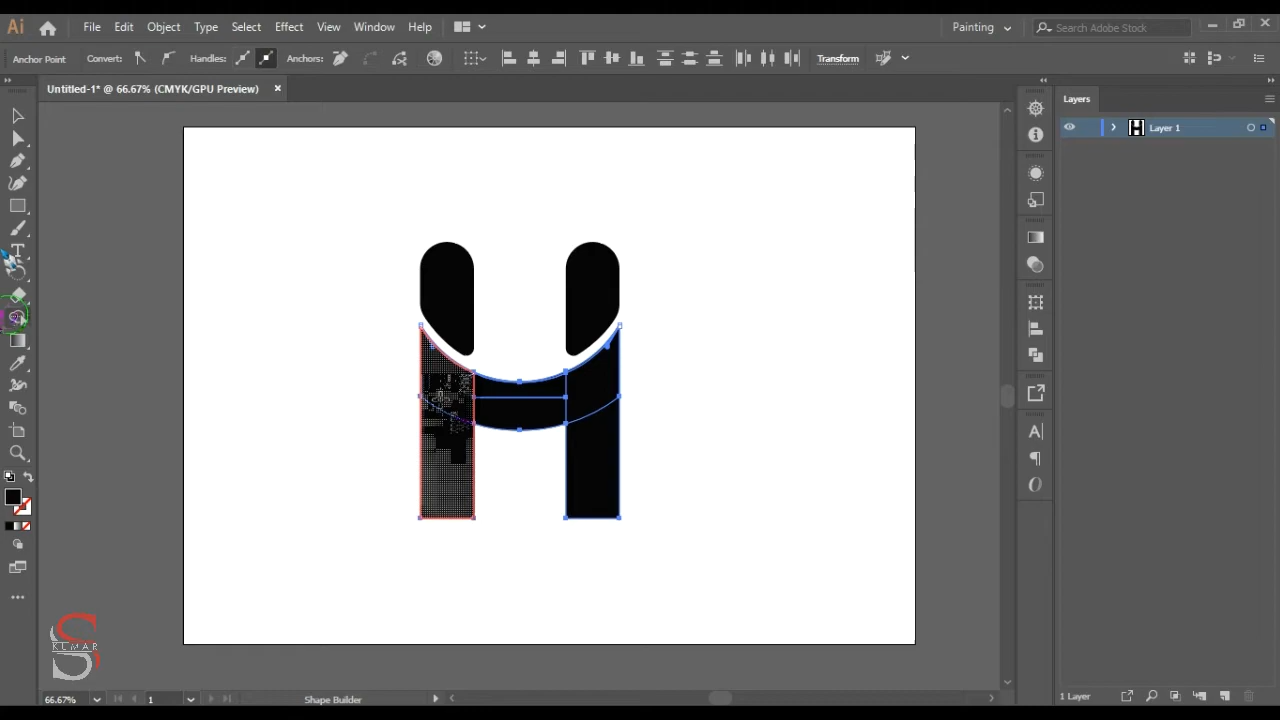 Ai File Edit Object Type Select Effect View Window Help Painting Search Adobe Stock
Anchor Point Convert: Handles: Anchors: Transform
Untitled-1* @ 66.67% (CMYK/GPU Preview)
Layers
Layer 1
S
KUMAR
66.67% 1 Shape Builder 1 Layer